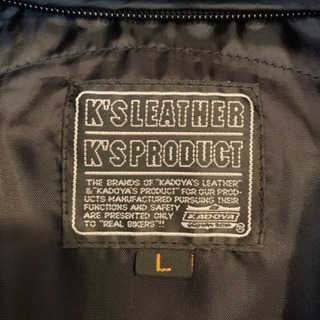 K'S LEATHER
K'S PRODUCT
THE BRANDS OF "KADOYA'S LEATHER"
& "KADOYA'S PRODUCT" FOR OUR PROD-
UCTS MANUFACTURED PURSUING THEIR
FUNCTIONS AND SAFETY
ARE PRESENTED ONLY
TO "REAL BIKERS"!!
KADOYA
L